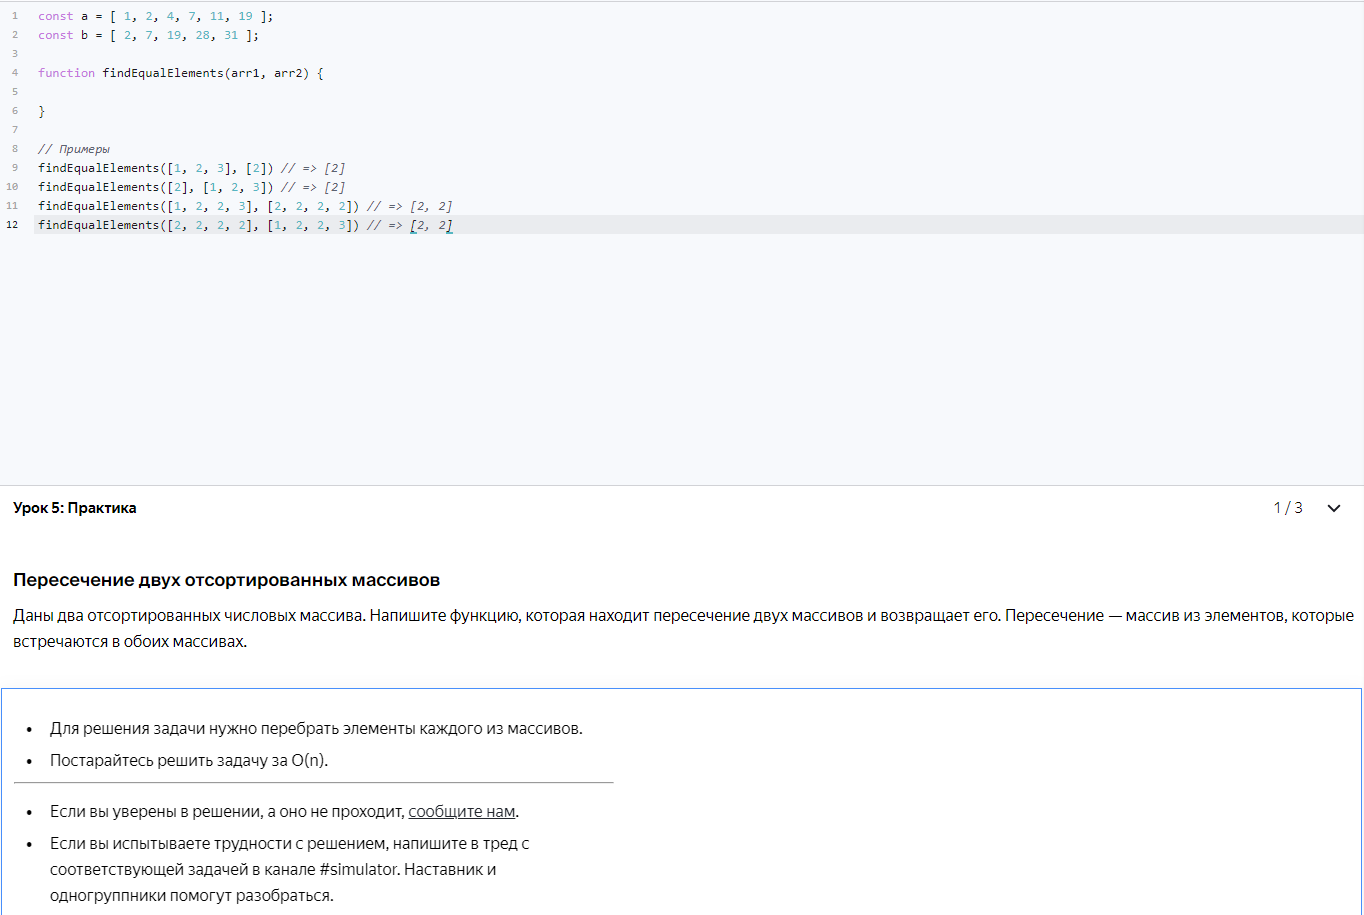 1 const a = [ 1, 2, 4, 7, 11, 19 ];
2 const b = [ 2, 7, 19, 28, 31 ];
3
4 function findEqualElements(arr1, arr2) {
5
6 }
7
8 // Примеры
9 findEqualElements([1, 2, 3], [2]) // => [2]
10 findEqualElements([2], [1, 2, 3]) // => [2]
11 findEqualElements([1, 2, 2, 3], [2, 2, 2, 2]) // => [2, 2]
12 findEqualElements([2, 2, 2, 2], [1, 2, 2, 3]) // => [2, 2]
Урок 5: Практика 1 / 3
Пересечение двух отсортированных массивов
Даны два отсортированных числовых массива. Напишите функцию, которая находит пересечение двух массивов и возвращает его. Пересечение — массив из элементов, которые
встречаются в обоих массивах.
• Для решения задачи нужно перебрать элементы каждого из массивов.
• Постарайтесь решить задачу за O(n).
• Если вы уверены в решении, а оно не проходит, сообщите нам.
• Если вы испытываете трудности с решением, напишите в тред с
соответствующей задачей в канале #simulator. Наставник и
одногруппники помогут разобраться.